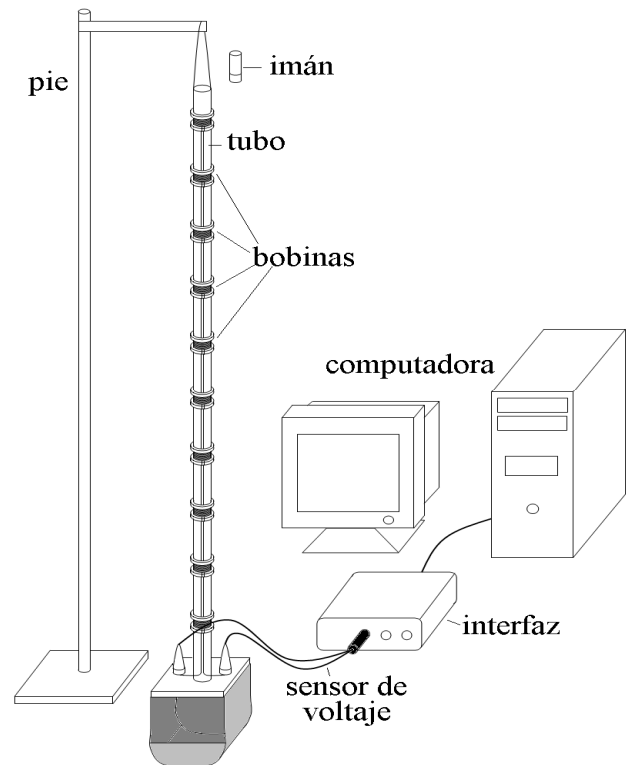 imán
pie
tubo
bobinas
computadora
interfaz
sensor de
voltaje